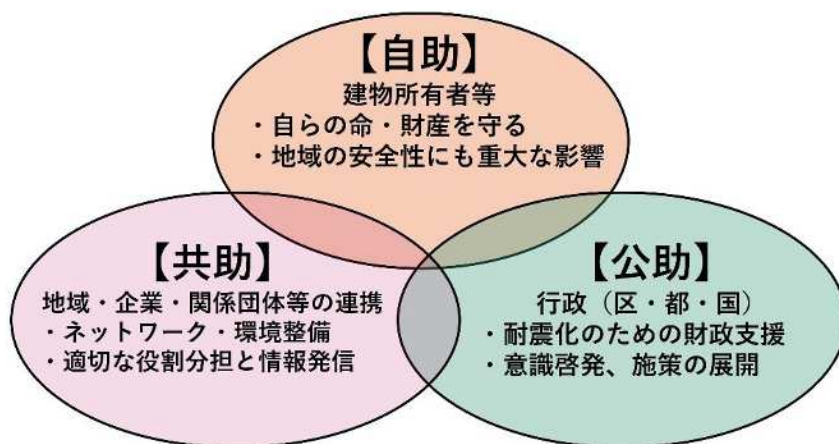 【自助】
建物所有者等
・自らの命・財産を守る
・地域の安全性にも重大な影響
【共助】
地域・企業・関係団体等の連携
・ネットワーク・環境整備
・適切な役割分担と情報発信
【公助】
行政（区・都・国）
・耐震化のための財政支援
・意識啓発、施策の展開